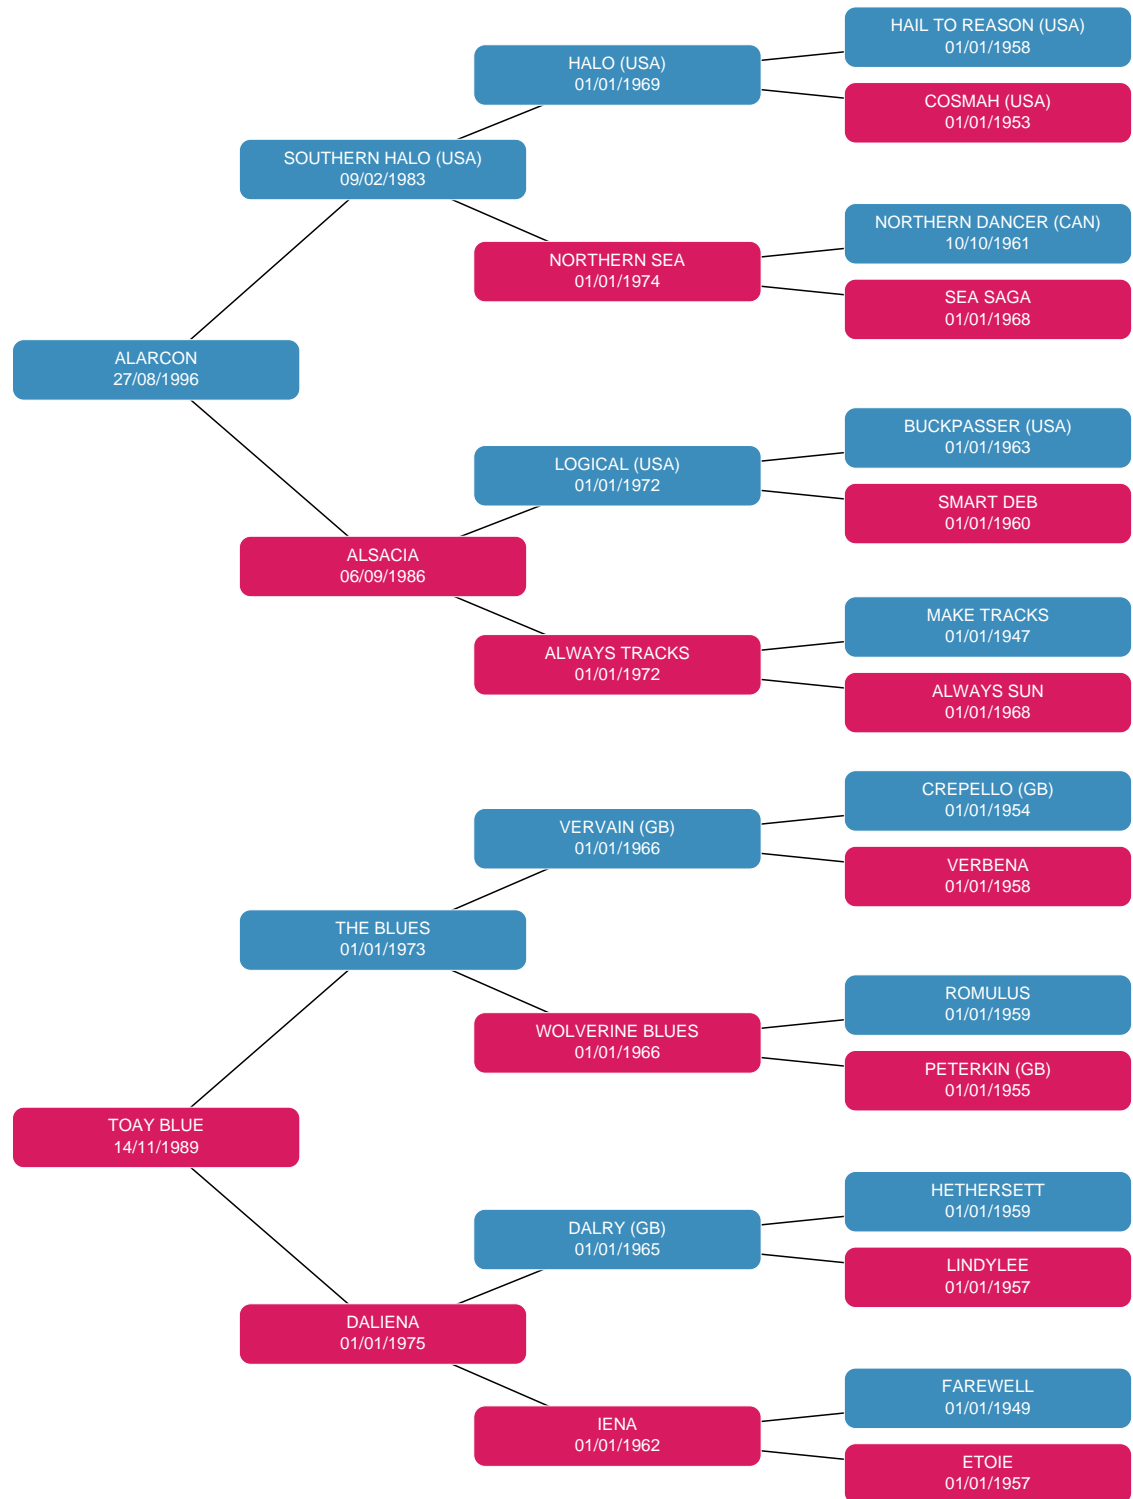 HAIL TO REASON (USA)
01/01/1958
HALO (USA)
01/01/1969
COSMAH (USA)
01/01/1953
SOUTHERN HALO (USA)
09/02/1983
NORTHERN DANCER (CAN)
10/10/1961
NORTHERN SEA
01/01/1974
SEA SAGA
01/01/1968
ALARCON
27/08/1996
BUCKPASSER (USA)
01/01/1963
LOGICAL (USA)
01/01/1972
SMART DEB
01/01/1960
ALSACIA
06/09/1986
MAKE TRACKS
01/01/1947
ALWAYS TRACKS
01/01/1972
ALWAYS SUN
01/01/1968
CREPELLO (GB)
01/01/1954
VERVAIN (GB)
01/01/1966
VERBENA
01/01/1958
THE BLUES
01/01/1973
ROMULUS
01/01/1959
WOLVERINE BLUES
01/01/1966
PETERKIN (GB)
01/01/1955
TOAY BLUE
14/11/1989
HETHERSETT
01/01/1959
DALRY (GB)
01/01/1965
LINDYLEE
01/01/1957
DALIENA
01/01/1975
FAREWELL
01/01/1949
IENA
01/01/1962
ETOIE
01/01/1957